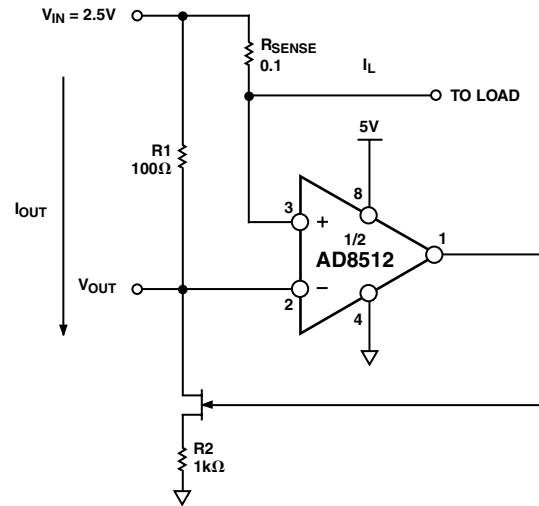 V_IN = 2.5V
R_SENSE
0.1
I_L
TO LOAD
5V
R1
100Ω
I_OUT
3
+
8
1/2
AD8512
1
V_OUT
2
−
4
R2
1kΩ